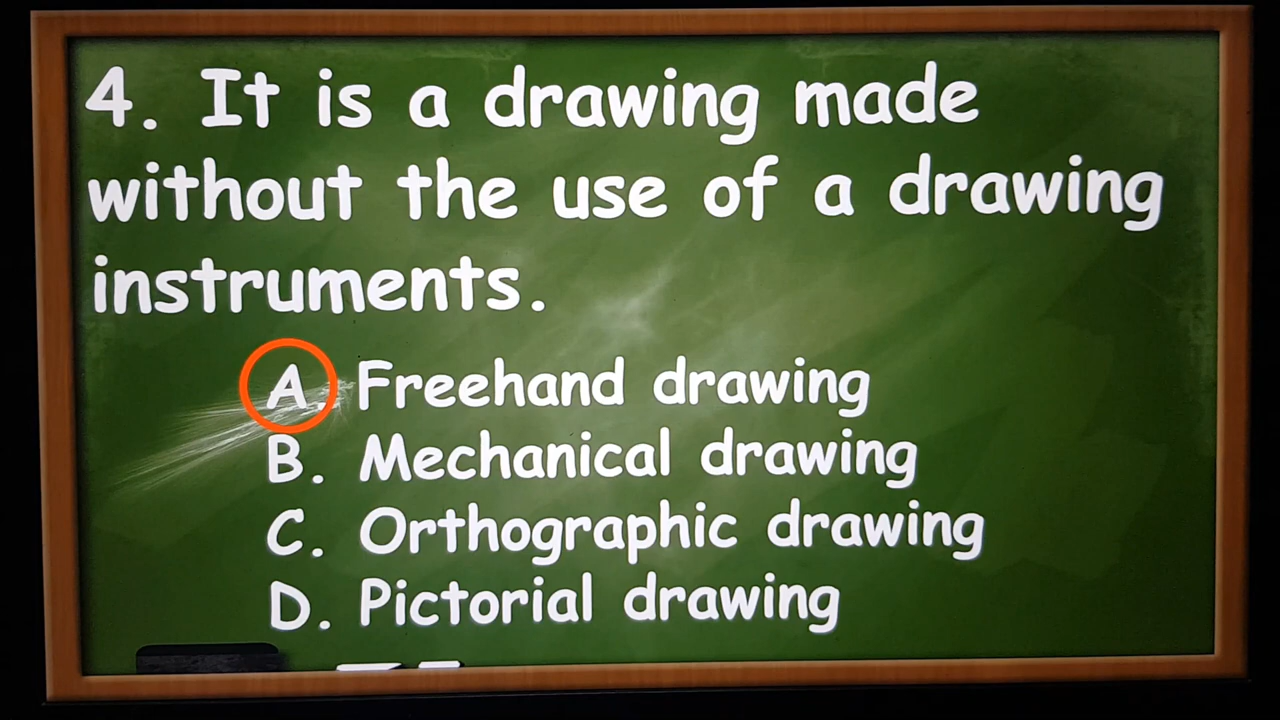 4. It is a drawing made
without the use of a drawing
instruments.
A. Freehand drawing
B. Mechanical drawing
C. Orthographic drawing
D. Pictorial drawing